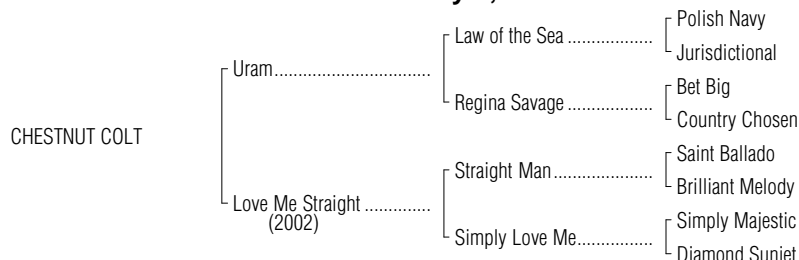 Polish Navy
Law of the Sea ..................
Jurisdictional
Uram................................
Bet Big
Regina Savage ..................
Country Chosen
CHESTNUT COLT
Saint Ballado
Straight Man.....................
Brilliant Melody
Love Me Straight ..............
(2002)
Simply Majestic
Simply Love Me................
Diamond Sunjet